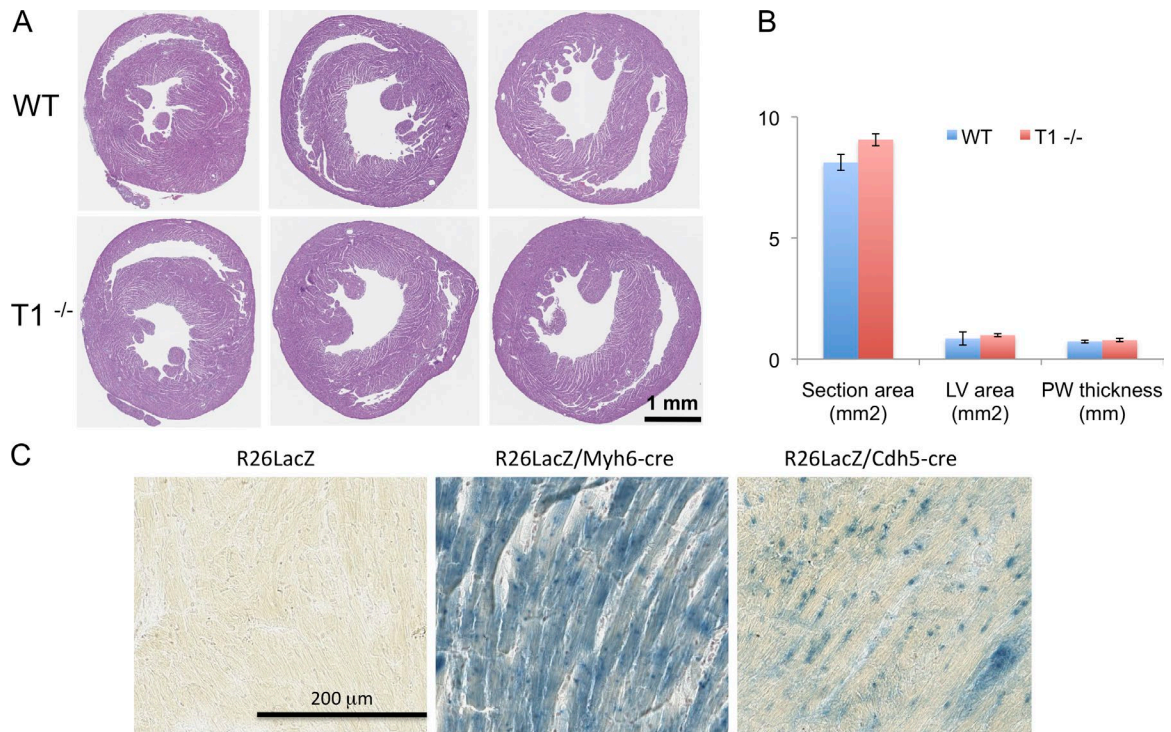 A
WT
T1 -/-
1 mm
B
10
5
0
WT
T1 -/-
Section area
(mm2)
LV area
(mm2)
PW thickness
(mm)
C
R26LacZ
R26LacZ/Myh6-cre
R26LacZ/Cdh5-cre
200 μm